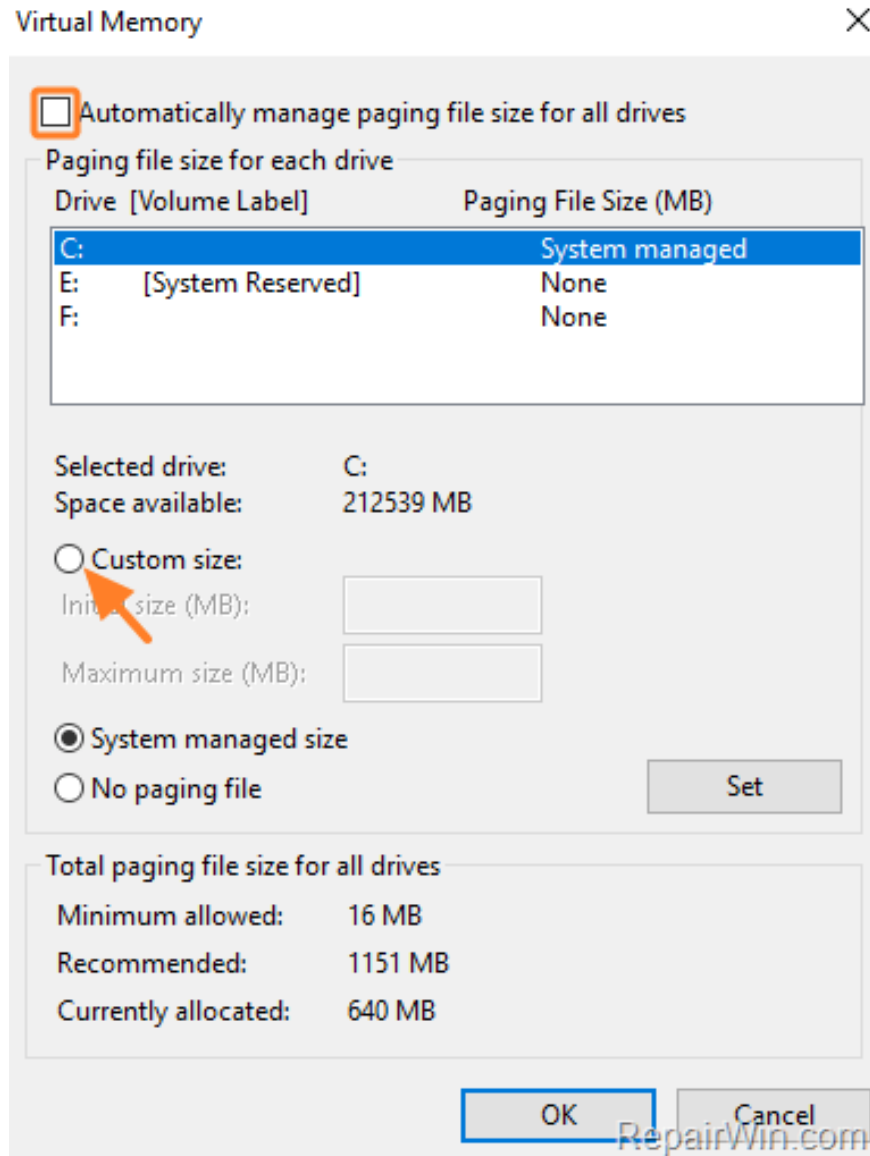 Virtual Memory
Automatically manage paging file size for all drives
Paging file size for each drive
Drive [Volume Label] Paging File Size (MB)
C: System managed
E: [System Reserved] None
F: None
Selected drive: C:
Space available: 212539 MB
Custom size:
Initial size (MB):
Maximum size (MB):
System managed size
No paging file
Set
Total paging file size for all drives
Minimum allowed: 16 MB
Recommended: 1151 MB
Currently allocated: 640 MB
OK Cancel
RepairWin.com